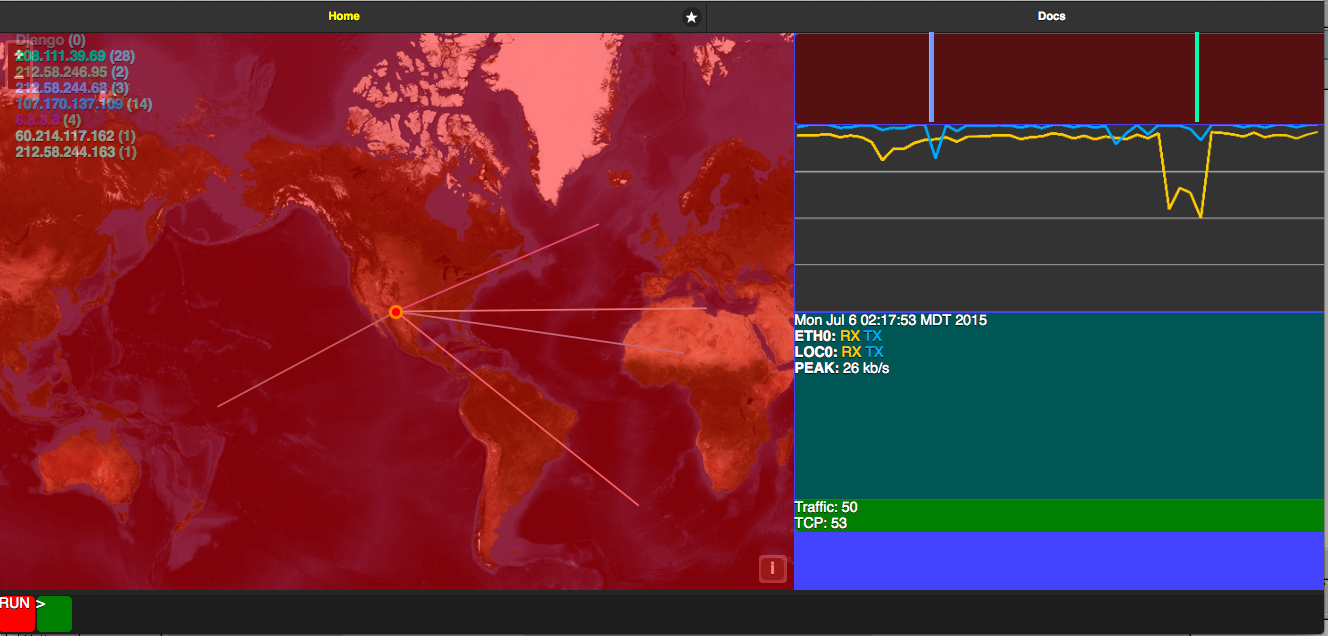 Home
Docs
Django (0)
208.111.39.69 (28)
212.58.246.95 (2)
212.58.244.68 (3)
107.170.137.109 (14)
6.8.3.3 (4)
60.214.117.162 (1)
212.58.244.163 (1)
Mon Jul 6 02:17:53 MDT 2015
ETH0: RX TX
LOC0: RX TX
PEAK: 26 kb/s
Traffic: 50
TCP: 53
i
RUN >